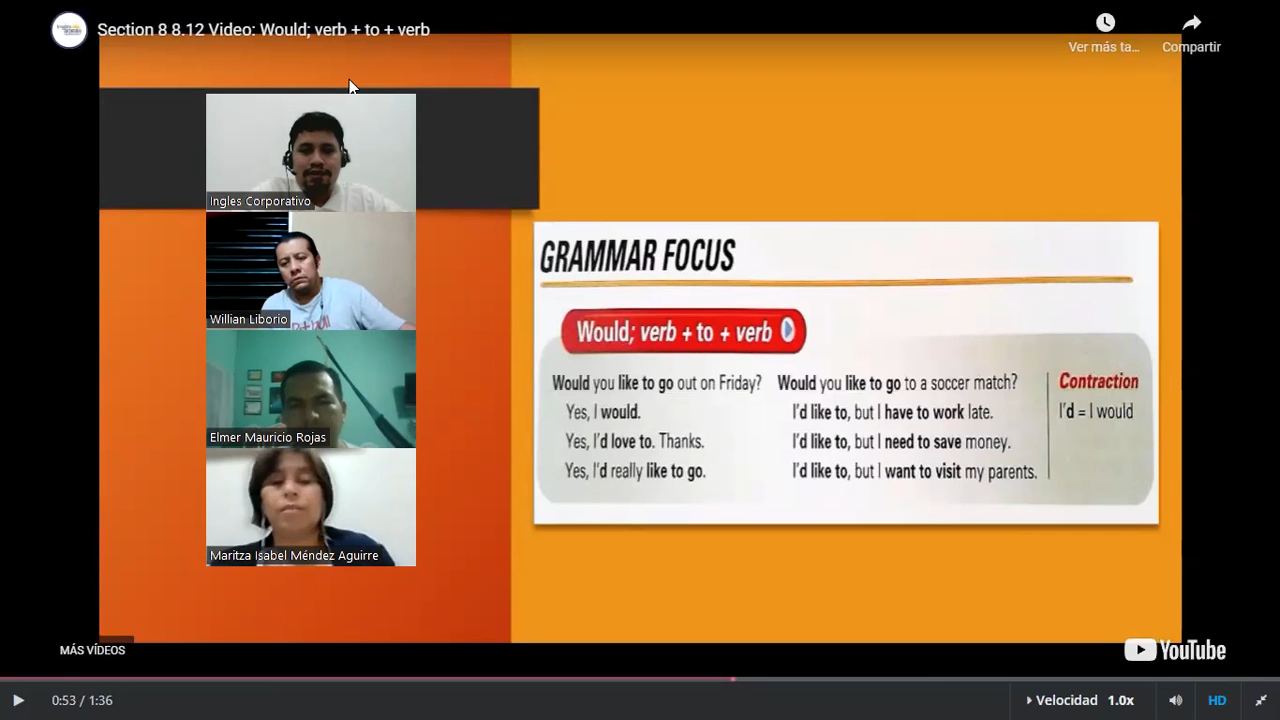 Section 8 8.12 Video: Would; verb + to + verb
Ver más ta...
Compartir
Ingles Corporativo
Willian Liborio
Elmer Mauricio Rojas
Maritza Isabel Méndez Aguirre
GRAMMAR FOCUS
Would; verb + to + verb
Would you like to go out on Friday?
Yes, I would.
Yes, I'd love to. Thanks.
Yes, I'd really like to go.
Would you like to go to a soccer match?
I'd like to, but I have to work late.
I'd like to, but I need to save money.
I'd like to, but I want to visit my parents.
Contraction
I'd = I would
MÁS VÍDEOS
YouTube
0:53 / 1:36
Velocidad 1.0x
HD